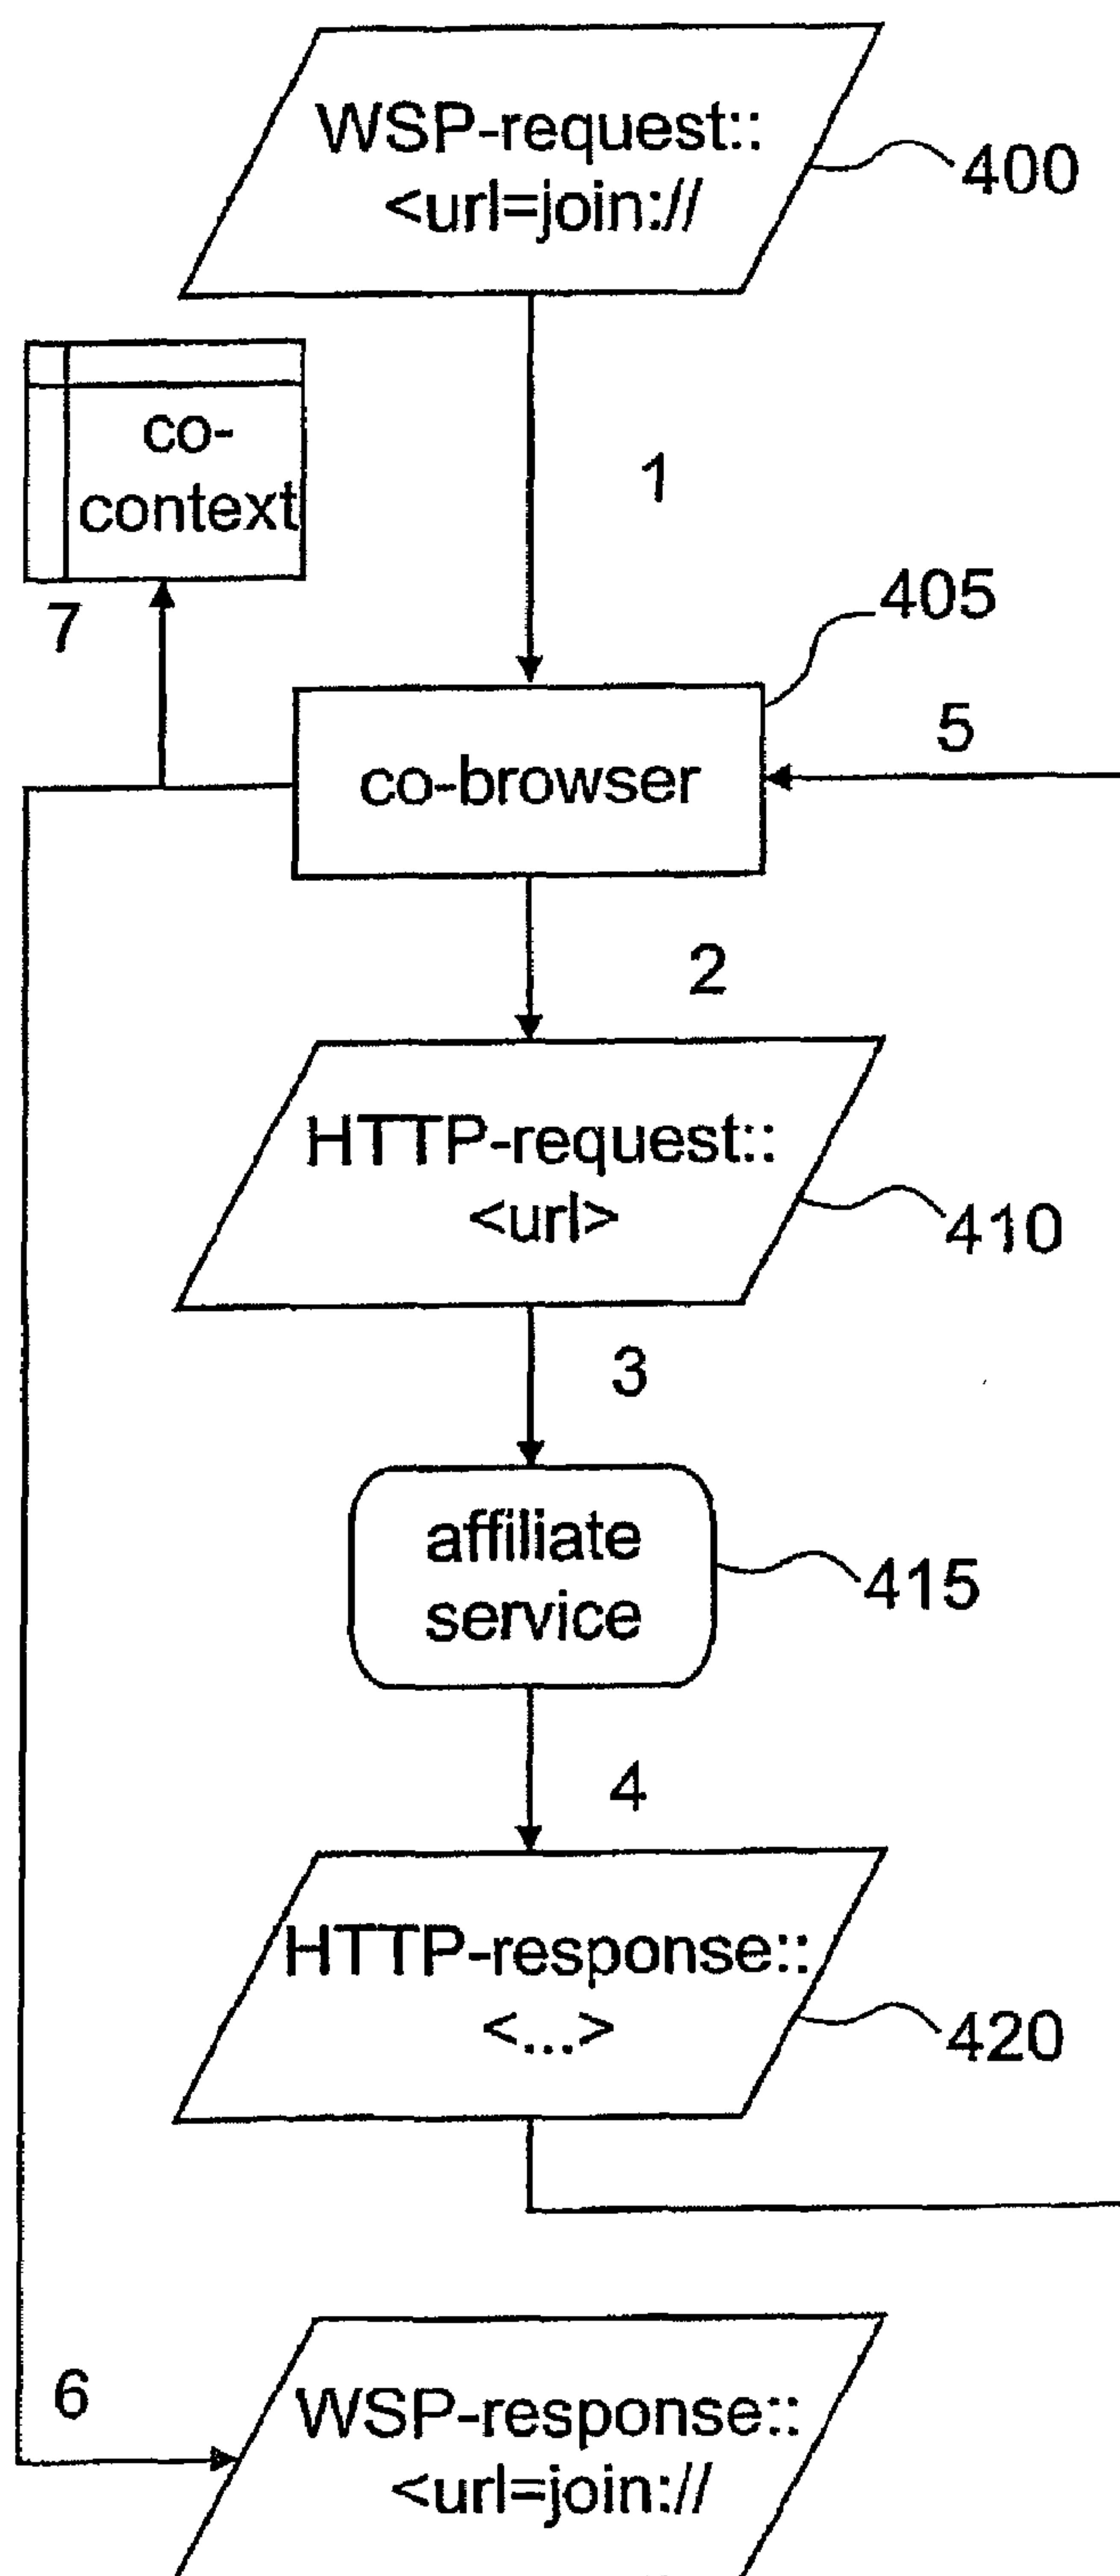 WSP-request::
<url=join://
400
co-
context
1
7
405
5
co-browser
2
HTTP-request::
<url>
410
3
affiliate
service
415
4
HTTP-response::
<...>
420
6
WSP-response::
<url=join://